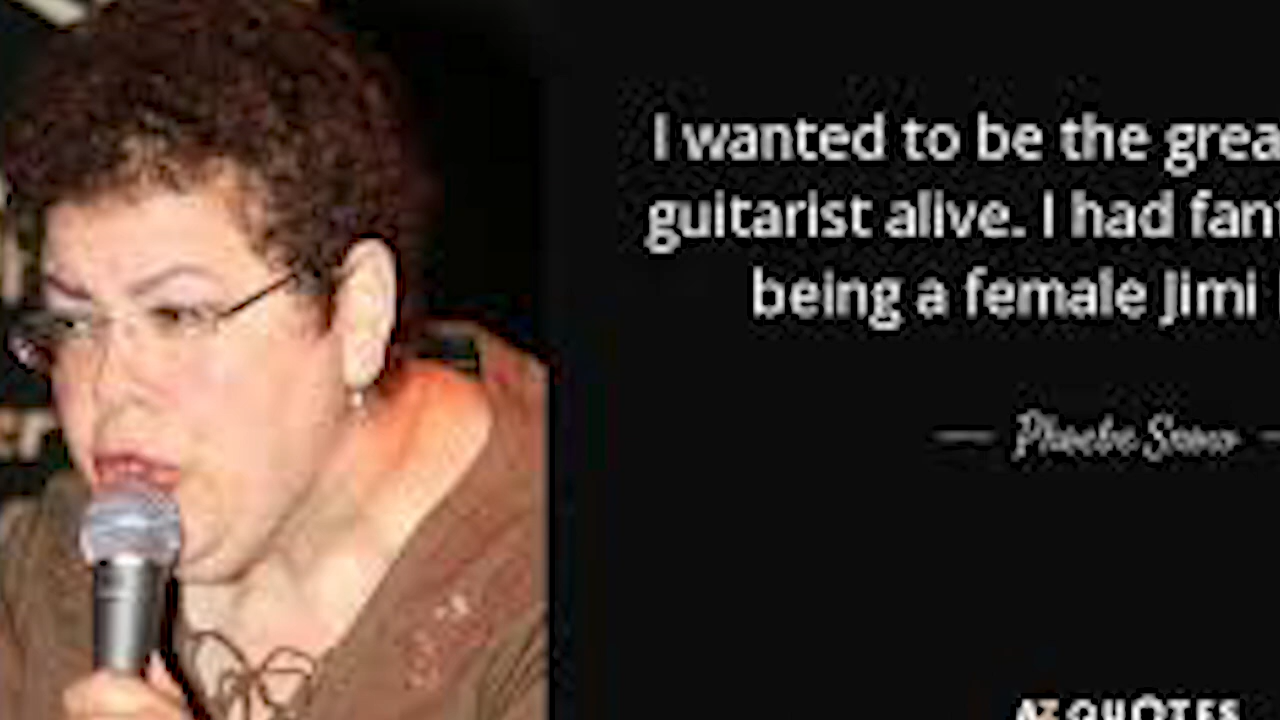 I wanted to be the grea
guitarist alive. I had fant
being a female Jimi
— Phoebe Snow —
AZ QUOTES